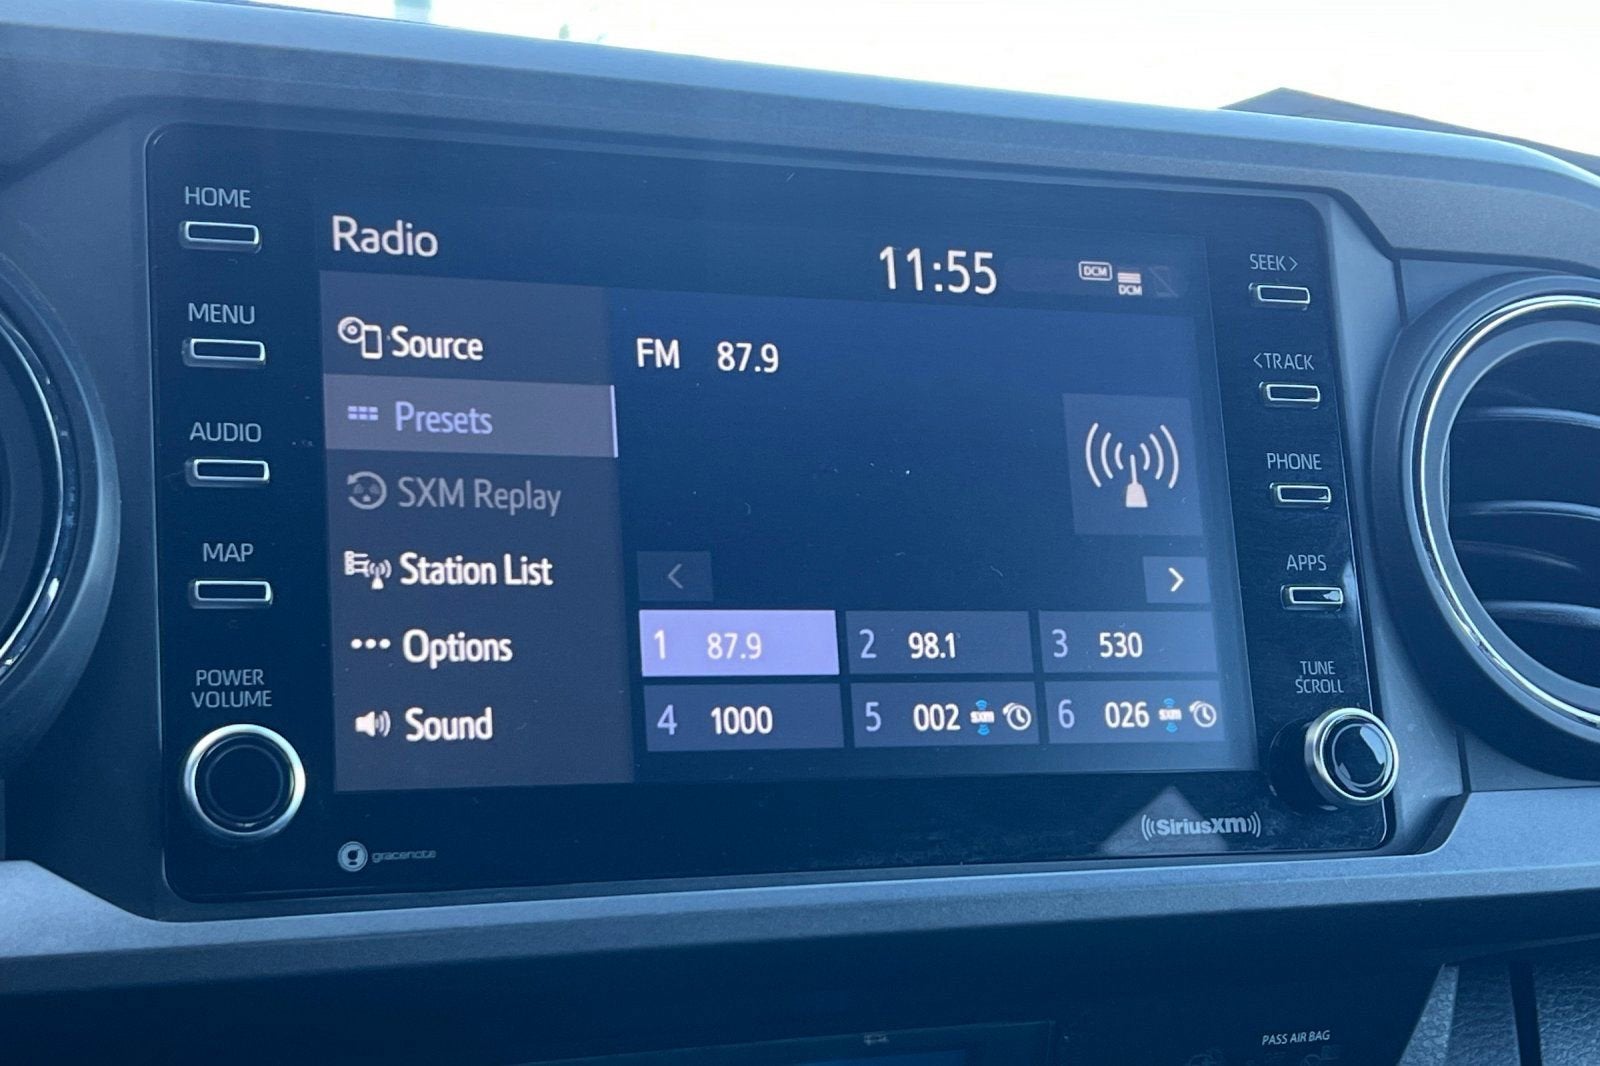 HOME
MENU
AUDIO
MAP
POWER
VOLUME
Radio
11:55
DCM
DCM
Source
Presets
SXM Replay
Station List
Options
Sound
FM 87.9
<
>
1 87.9
2 98.1
3 530
4 1000
5 002 SXM
6 026 SXM
SEEK >
< TRACK
PHONE
APPS
TUNE
SCROLL
gracenote
((SiriusXM))
PASS AIR BAG